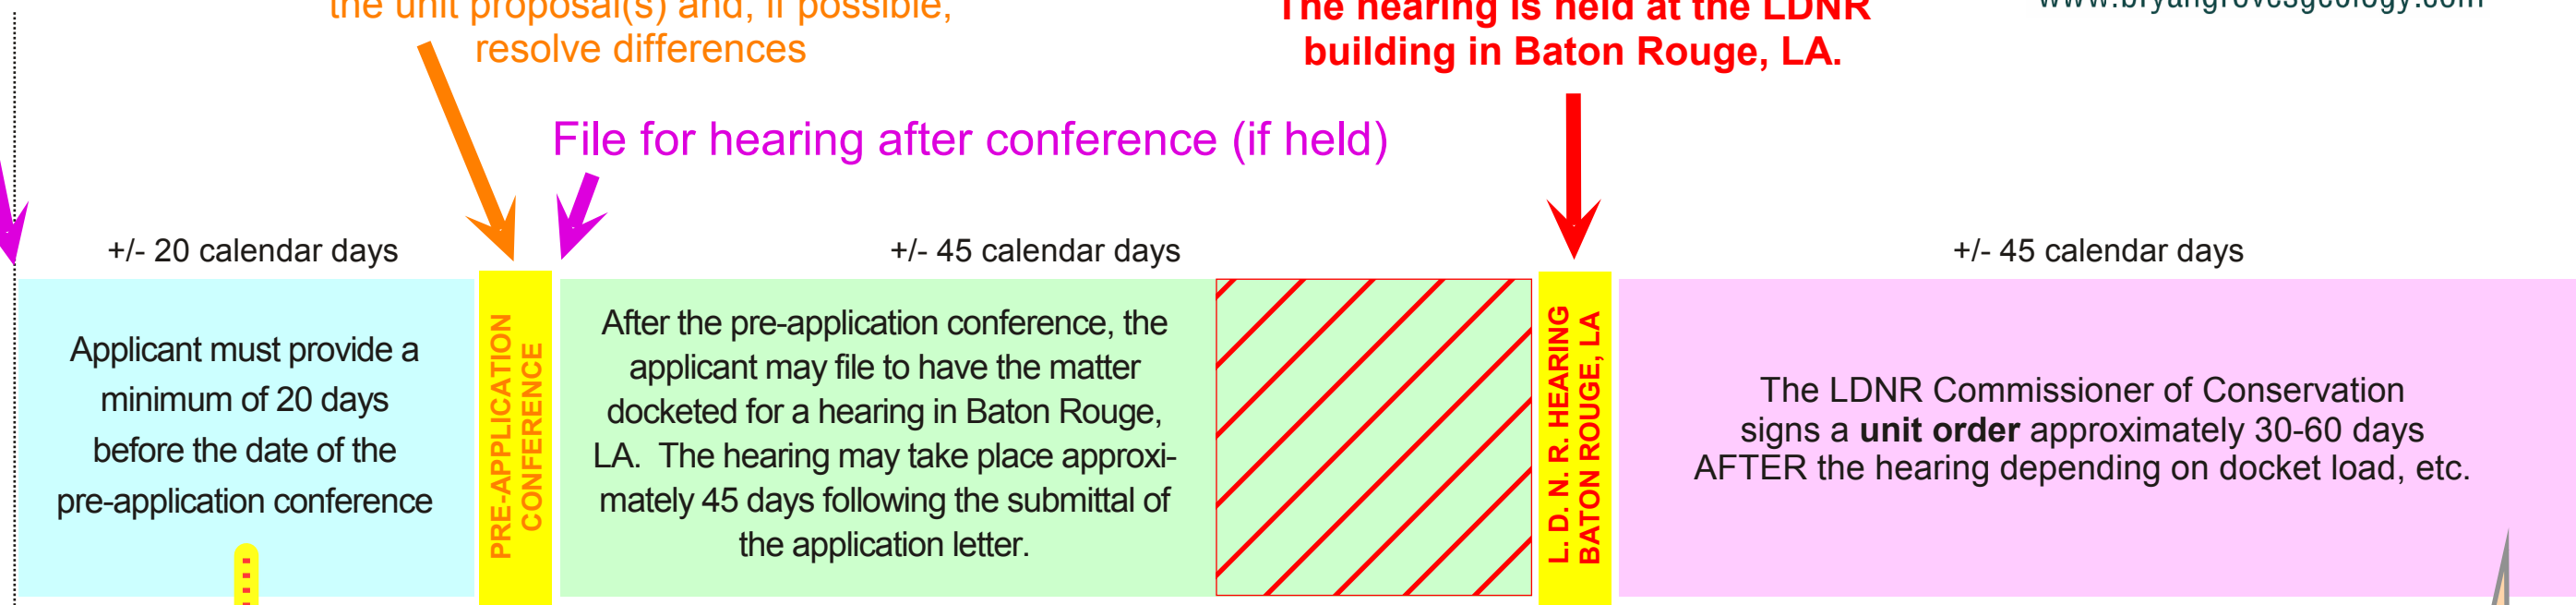 the unit proposal(s) and, if possible,
resolve differences
The hearing is held at the LDNR
building in Baton Rouge, LA.
www.bryangrovesgeology.com
File for hearing after conference (if held)
+/- 20 calendar days
+/- 45 calendar days
+/- 45 calendar days
Applicant must provide a
minimum of 20 days
before the date of the
pre-application conference
PRE-APPLICATION
CONFERENCE
After the pre-application conference, the
applicant may file to have the matter
docketed for a hearing in Baton Rouge,
LA. The hearing may take place approxi-
mately 45 days following the submittal of
the application letter.
L. D. N. R. HEARING
BATON ROUGE, LA
The LDNR Commissioner of Conservation
signs a unit order approximately 30-60 days
AFTER the hearing depending on docket load, etc.